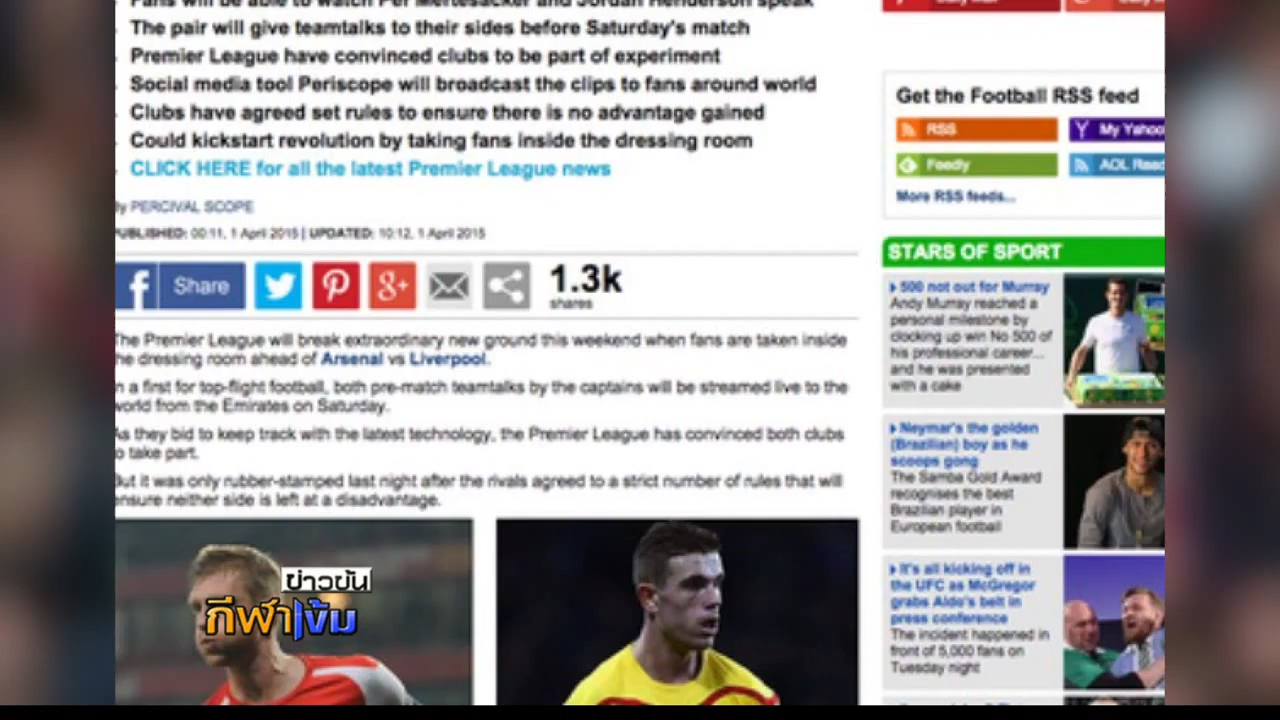 Fans will be able to watch Per Mertesacker and Jordan Henderson speak
The pair will give teamtalks to their sides before Saturday's match
Premier League have convinced clubs to be part of experiment
Social media tool Periscope will broadcast the clips to fans around world
Clubs have agreed set rules to ensure there is no advantage gained
Could kickstart revolution by taking fans inside the dressing room
CLICK HERE for all the latest Premier League news
By PERCIVAL SCOPE
PUBLISHED: 00:11, 1 April 2015 | UPDATED: 10:12, 1 April 2015
Share
1.3k
shares
The Premier League will break extraordinary new ground this weekend when fans are taken inside
the dressing room ahead of Arsenal vs Liverpool.
In a first for top-flight football, both pre-match teamtalks by the captains will be streamed live to the
world from the Emirates on Saturday.
As they bid to keep track with the latest technology, the Premier League has convinced both clubs
to take part.
But it was only rubber-stamped last night after the rivals agreed to a strict number of rules that will
ensure neither side is left at a disadvantage.
ข่าวข้น
กีฬาเข้ม
Get the Football RSS feed
RSS
My Yahoo
Feedly
AOL Read
More RSS feeds...
STARS OF SPORT
500 not out for Murray
Andy Murray reached a
personal milestone by
clocking up win No 500 of
his professional career...
and he was presented
with a cake
Neymar's the golden
(Brazilian) boy as he
scoops gong
The Samba Gold Award
recognises the best
Brazilian player in
European football
It's all kicking off in
the UFC as McGregor
grabs Aldo's belt in
press conference
The incident happened in
front of 5,000 fans on
Tuesday night